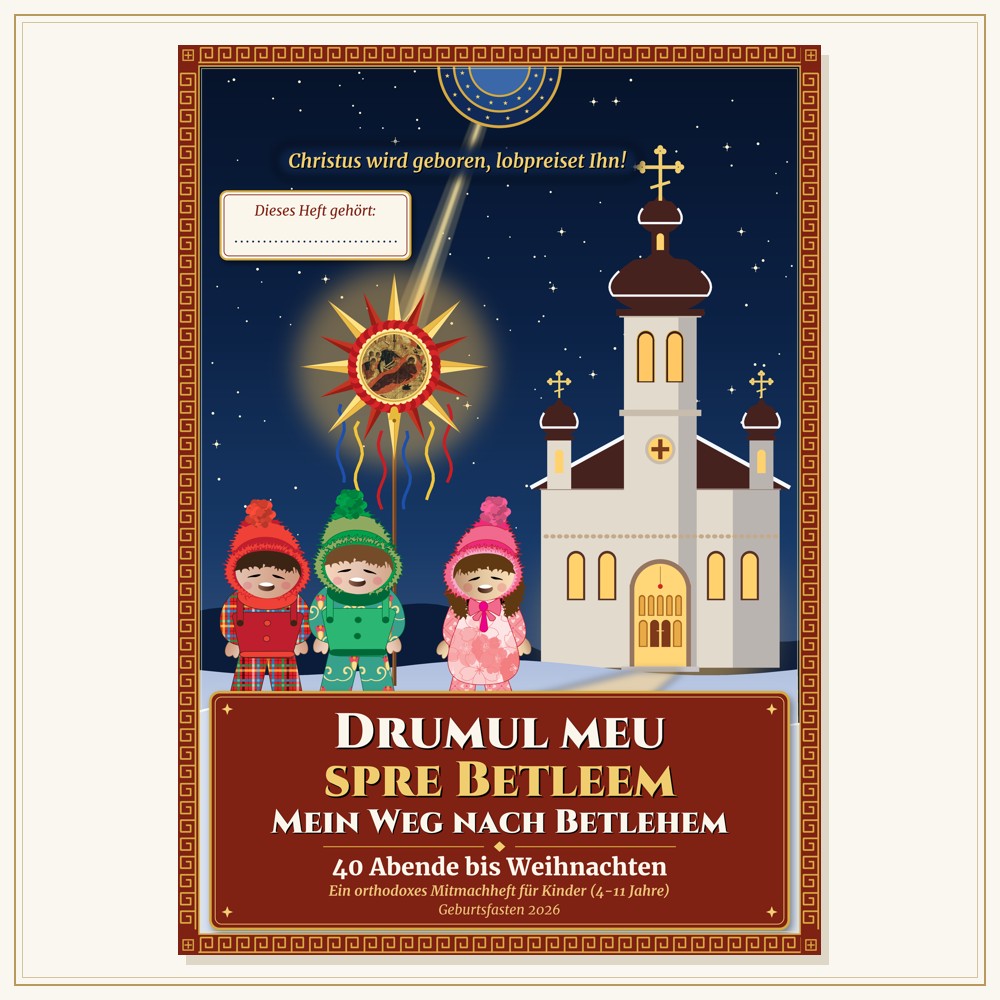 Christus wird geboren, lobpreiset Ihn!
Dieses Heft gehört:
Drumul meu
spre Betleem
Mein Weg nach Betlehem
40 Abende bis Weihnachten
Ein orthodoxes Mitmachheft für Kinder (4–11 Jahre)
Geburtsfasten 2026